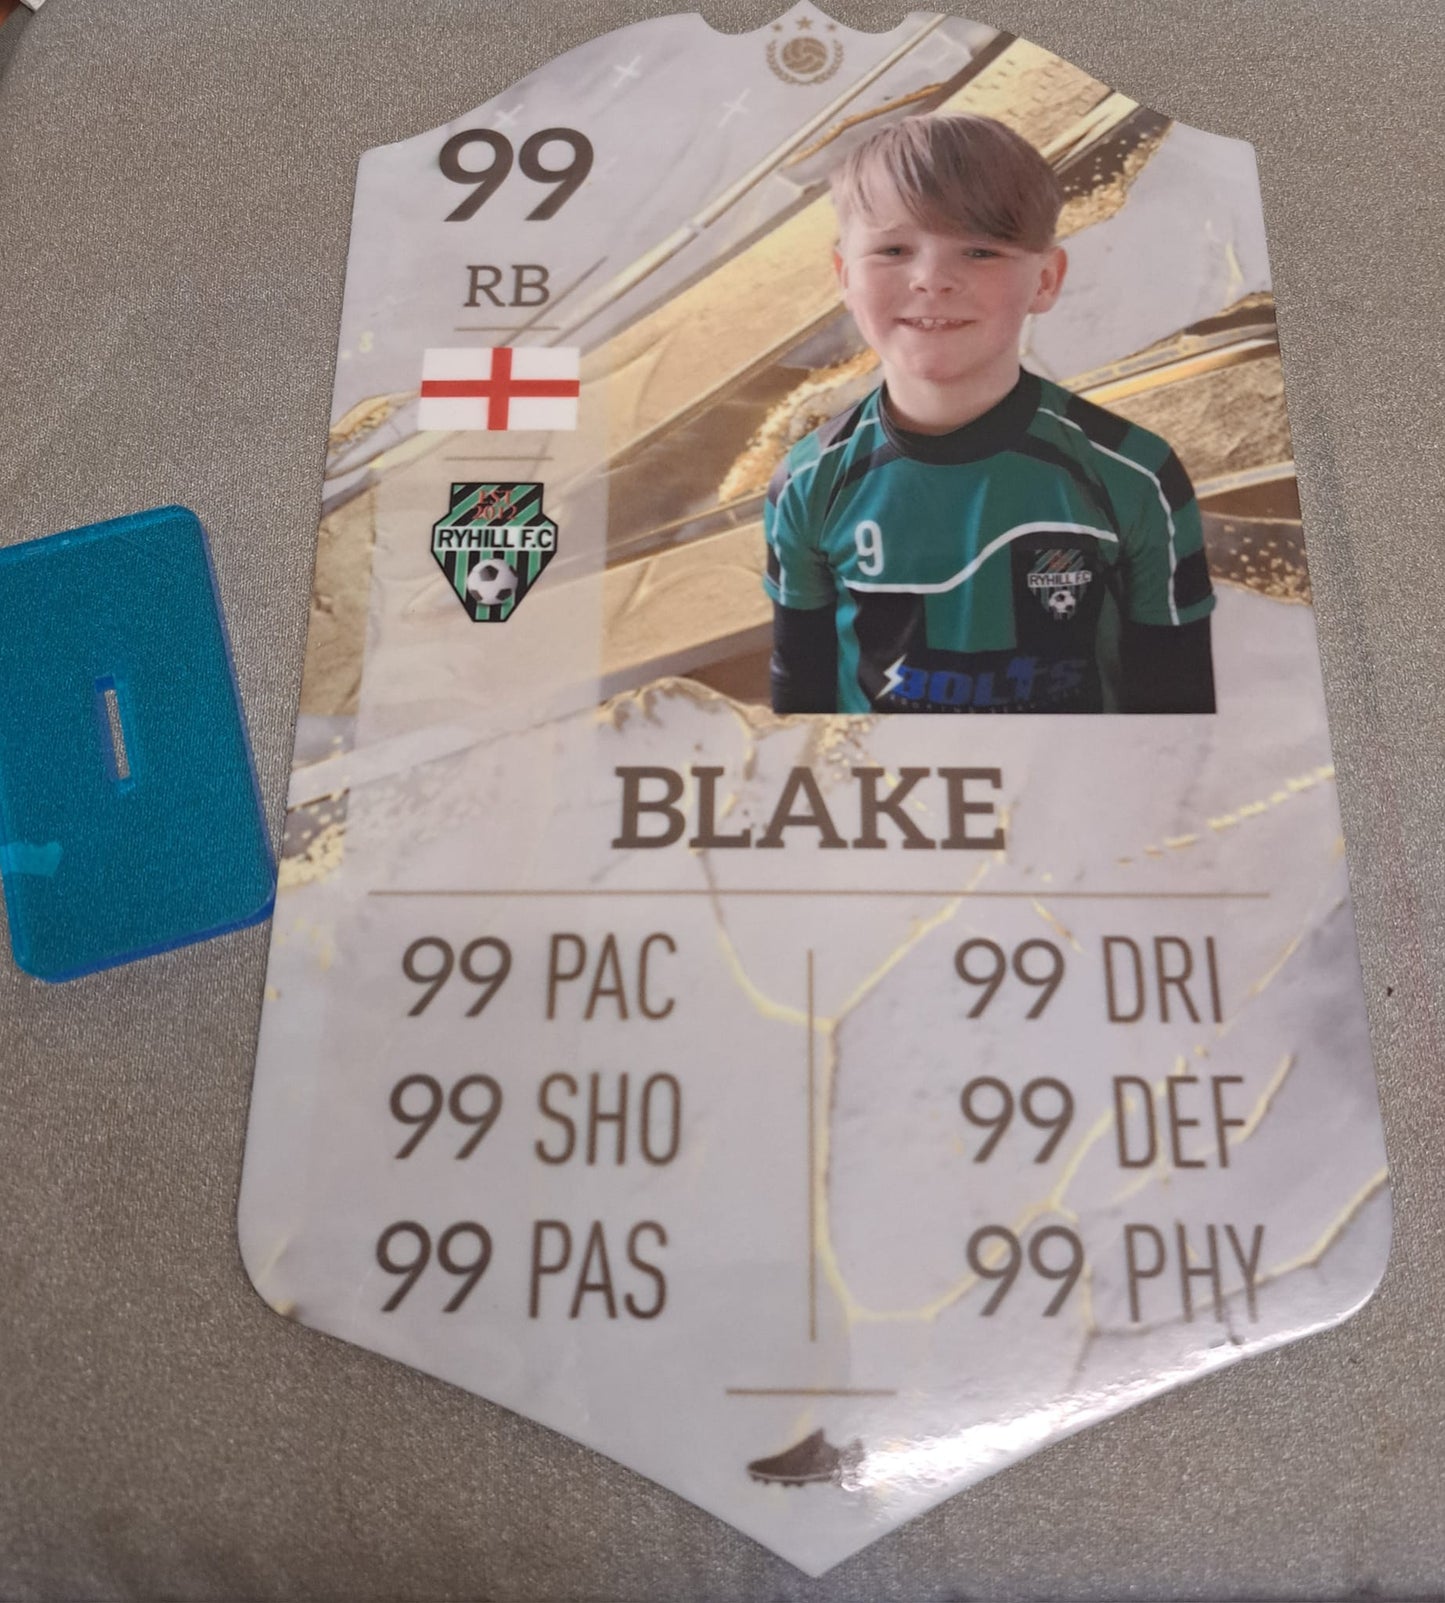 99
RB
EST
2012
RYHILL F.C
9
RYHILL F.C
BOLTS
BLAKE
99 PAC
99 SHO
99 PAS
99 DRI
99 DEF
99 PHY